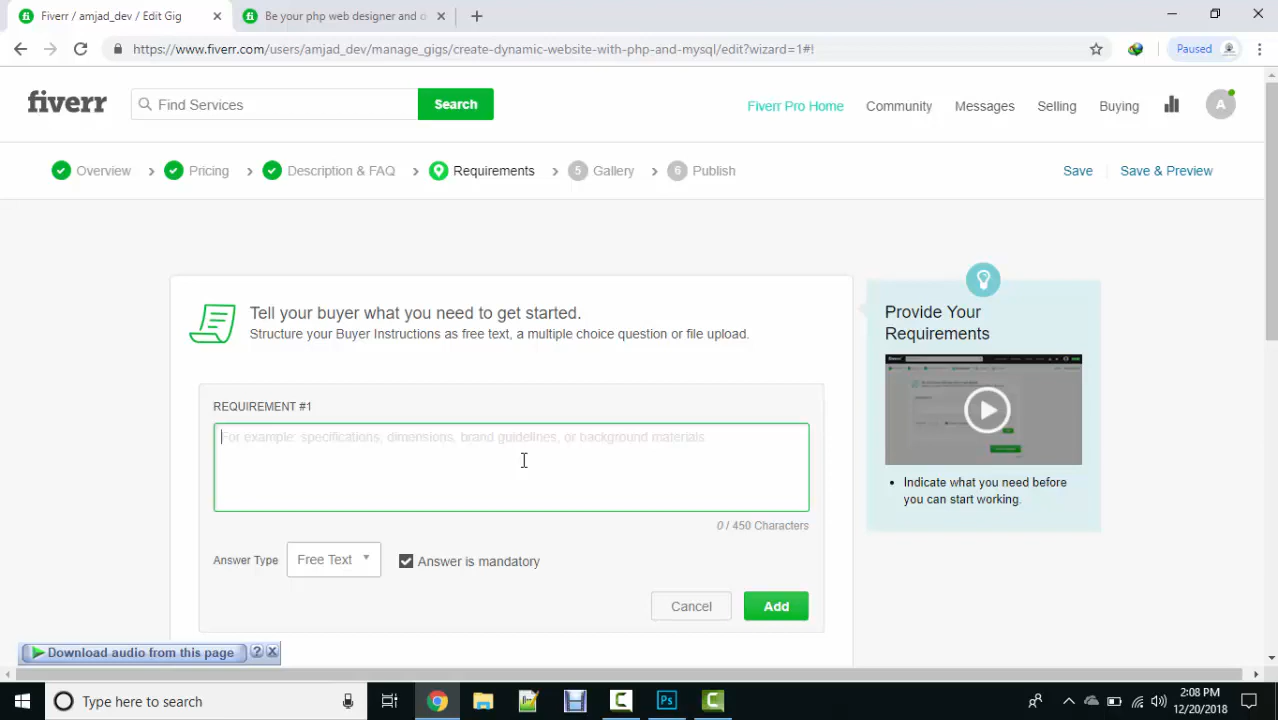 Fiverr / amjad_dev / Edit Gig
Be your php web designer and o
https://www.fiverr.com/users/amjad_dev/manage_gigs/create-dynamic-website-with-php-and-mysql/edit?wizard=1#!
Paused
fiverr
Find Services
Search
Fiverr Pro Home
Community
Messages
Selling
Buying
A
Overview
Pricing
Description & FAQ
Requirements
5 Gallery
6 Publish
Save
Save & Preview
Tell your buyer what you need to get started.
Structure your Buyer Instructions as free text, a multiple choice question or file upload.
REQUIREMENT #1
For example: specifications, dimensions, brand guidelines, or background materials.
0 / 450 Characters
Answer Type
Free Text
Answer is mandatory
Cancel
Add
Provide Your
Requirements
• Indicate what you need before
you can start working.
Download audio from this page
?
X
Type here to search
Ps
2:08 PM
12/20/2018